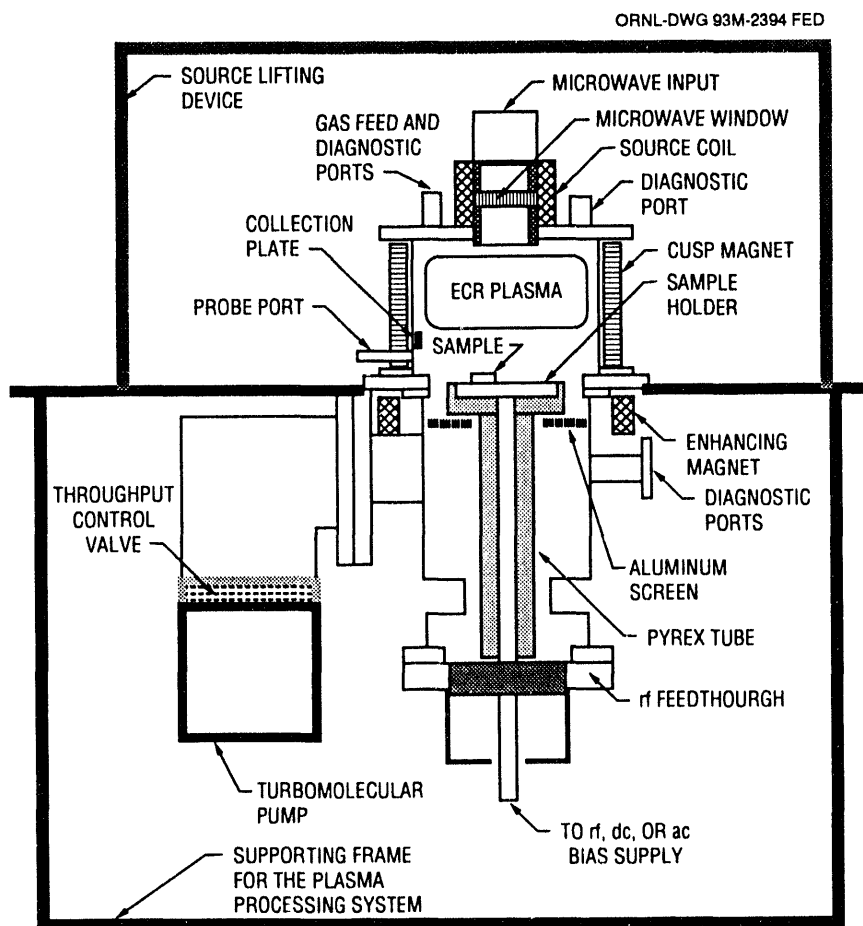 ORNL-DWG 93M-2394 FED
SOURCE LIFTING
DEVICE
MICROWAVE INPUT
GAS FEED AND
DIAGNOSTIC
PORTS
MICROWAVE WINDOW
SOURCE COIL
DIAGNOSTIC
PORT
COLLECTION
PLATE
CUSP MAGNET
ECR PLASMA
SAMPLE
HOLDER
PROBE PORT
SAMPLE
ENHANCING
MAGNET
THROUGHPUT
CONTROL
VALVE
DIAGNOSTIC
PORTS
ALUMINUM
SCREEN
PYREX TUBE
rf FEEDTHOURGH
TURBOMOLECULAR
PUMP
TO rf, dc, OR ac
BIAS SUPPLY
SUPPORTING FRAME
FOR THE PLASMA
PROCESSING SYSTEM